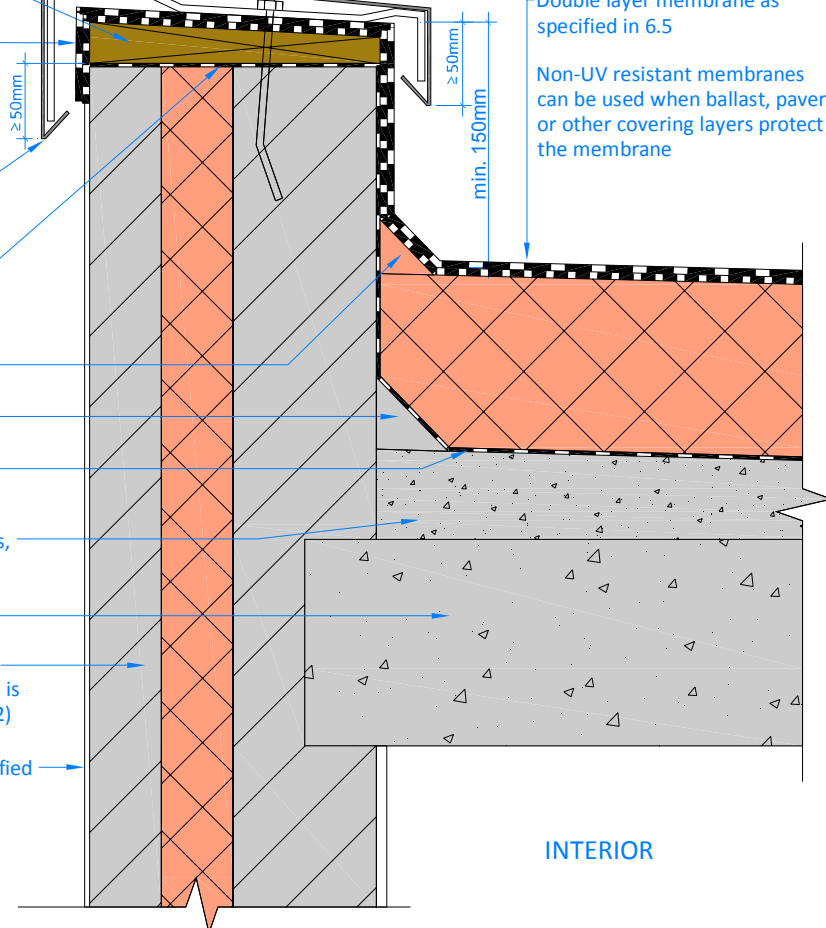 Double layer membrane as
specified in 6.5
Non-UV resistant membranes
can be used when ballast, paver
or other covering layers protect
the membrane
≥50mm
≥50mm
min. 150mm
s,
is
2)
fied
INTERIOR